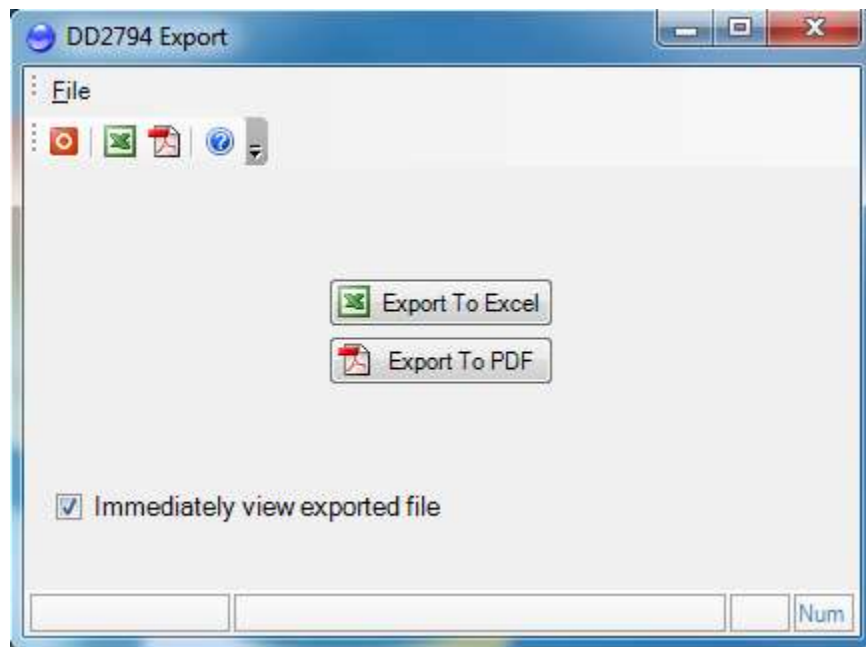 DD2794 Export
File
Export To Excel
Export To PDF
Immediately view exported file
Num